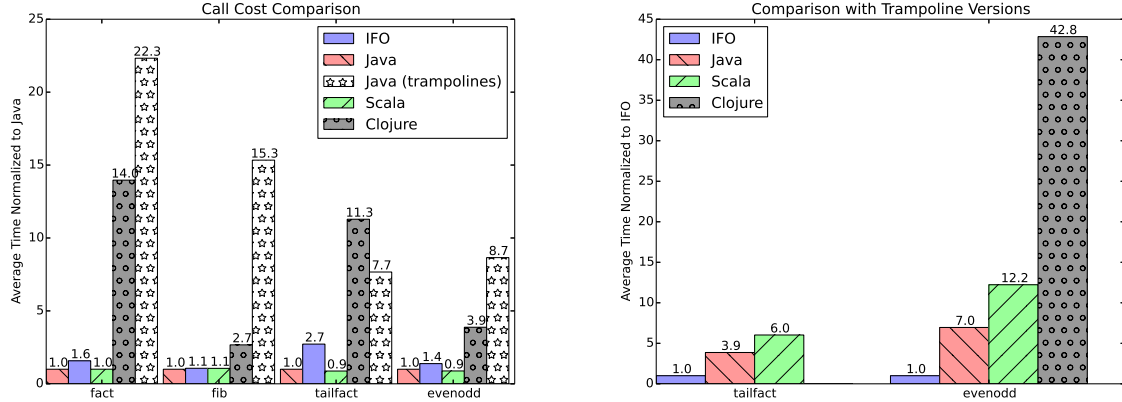 Call Cost Comparison
Average Time Normalized to Java
25
20
15
10
5
0
IFO
Java
Java (trampolines)
Scala
Clojure
1.0 1.6 1.0 14.0 22.3
1.0 1.1 1.1 2.7 15.3
1.0 2.7 0.9 11.3 7.7
1.0 1.4 0.9 3.9 8.7
fact fib tailfact evenodd
Comparison with Trampoline Versions
Average Time Normalized to IFO
45
40
35
30
25
20
15
10
5
0
IFO
Java
Scala
Clojure
1.0 3.9 6.0
1.0 7.0 12.2 42.8
tailfact evenodd